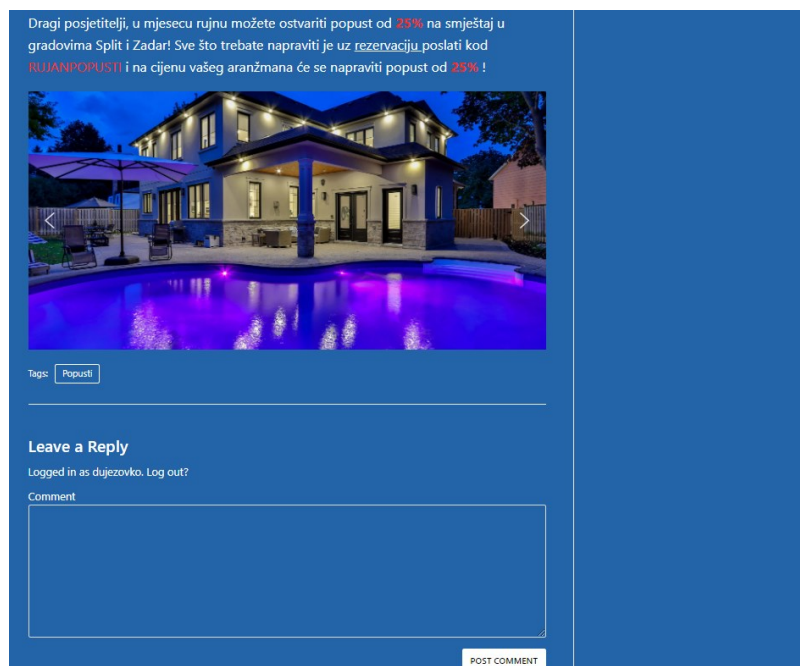 Dragi posjetitelji, u mjesecu rujnu možete ostvariti popust od 25% na smještaj u
gradovima Split i Zadar! Sve što trebate napraviti je uz rezervaciju poslati kod
RUJANPOPUSTI i na cijenu vašeg aranžmana će se napraviti popust od 25% !
Tags: Popusti
Leave a Reply
Logged in as dujezovko. Log out?
Comment
POST COMMENT